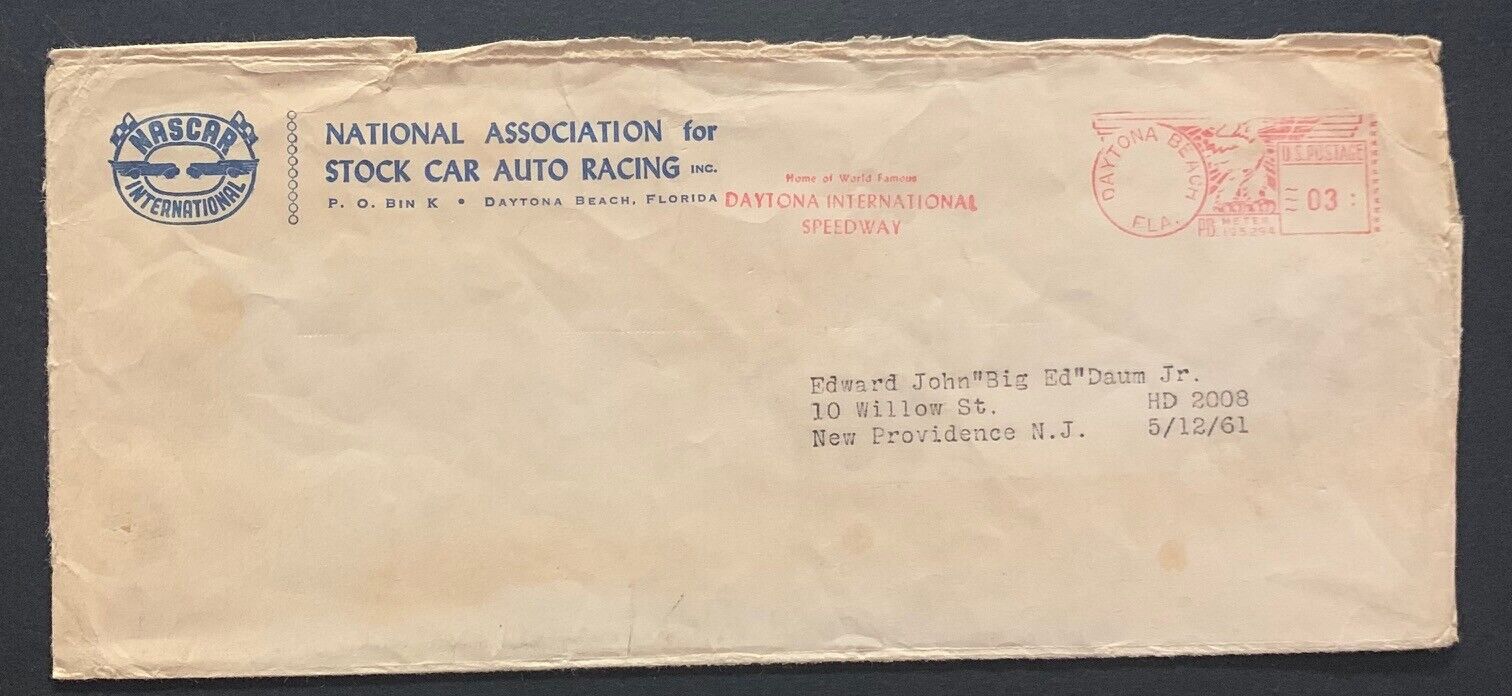 NASCAR
INTERNATIONAL
NATIONAL ASSOCIATION for
STOCK CAR AUTO RACING INC.
P. O. BIN K • DAYTONA BEACH, FLORIDA
Home of World Famous
DAYTONA INTERNATIONAL
SPEEDWAY
DAYTONA BEACH
FLA.
U.S. POSTAGE
03
PB METER
Edward John"Big Ed"Daum Jr.
10 Willow St. HD 2008
New Providence N.J. 5/12/61